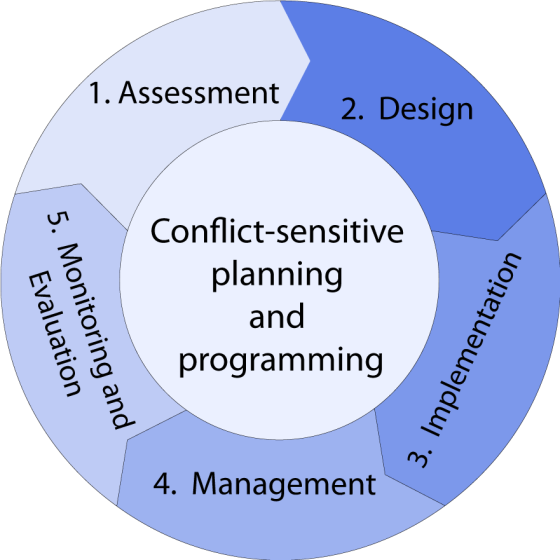 1. Assessment
2. Design
3. Implementation
4. Management
5. Monitoring and
Evaluation
Conflict-sensitive
planning
and
programming